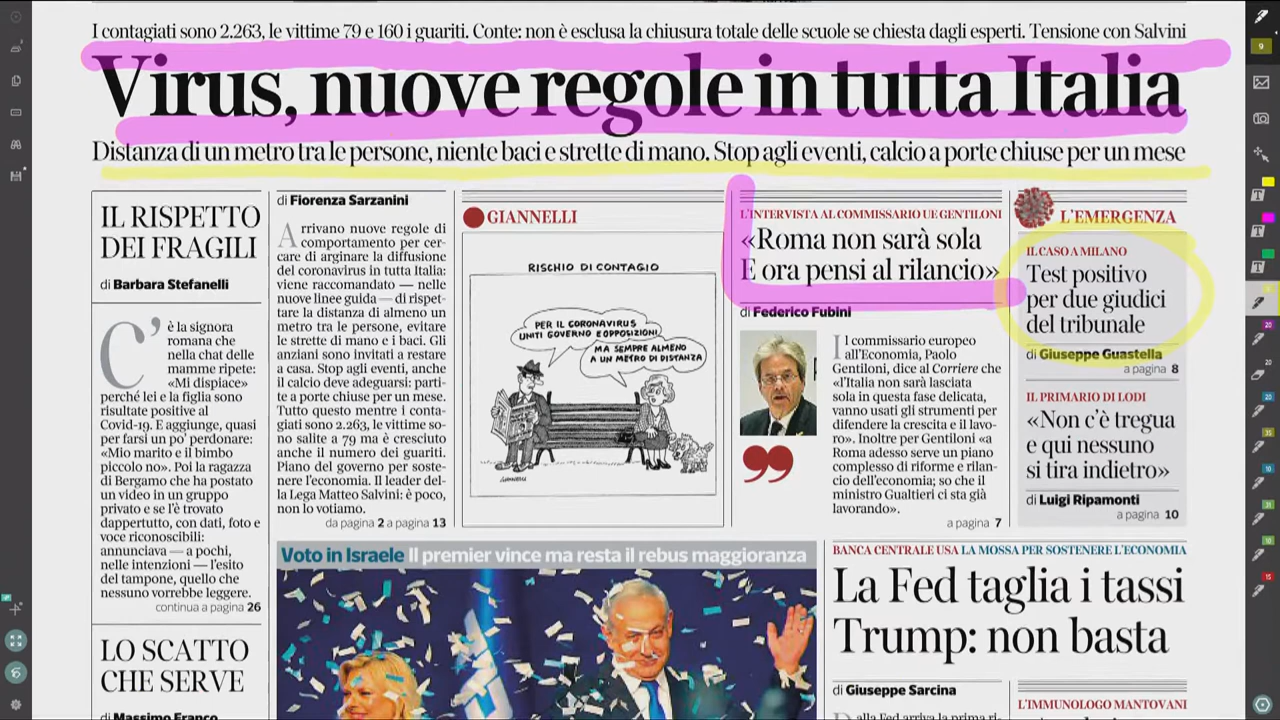 I contagiati sono 2.263, le vittime 79 e 160 i guariti. Conte: non è esclusa la chiusura totale delle scuole se chiesta dagli esperti. Tensione con Salvini
Virus, nuove regole in tutta Italia
Distanza di un metro tra le persone, niente baci e strette di mano. Stop agli eventi, calcio a porte chiuse per un mese
IL RISPETTO
DEI FRAGILI
di Barbara Stefanelli
C'è la signora
romana che
nella chat delle
mamme ripete:
«Mi dispiace»
perché lei e la figlia sono
risultate positive al
Covid-19. E aggiunge, quasi
per farsi un po' perdonare:
«Mio marito e il bimbo
piccolo no». Poi la ragazza
di Bergamo che ha postato
un video in un gruppo
privato e se l'è trovato
dappertutto, con dati, foto e
voce riconoscibili:
annunciava — a pochi,
nelle intenzioni — l'esito
del tampone, quello che
nessuno vorrebbe leggere.
continua a pagina 26
LO SCATTO
CHE SERVE
di Massimo Franco
di Fiorenza Sarzanini
Arrivano nuove regole di
comportamento per cer-
care di arginare la diffusione
del coronavirus in tutta Italia:
viene raccomandato — nelle
nuove linee guida — di rispet-
tare la distanza di almeno un
metro tra le persone, evitare
le strette di mano e i baci. Gli
anziani sono invitati a restare
a casa. Stop agli eventi, anche
il calcio deve adeguarsi: parti-
te a porte chiuse per un mese.
Tutto questo mentre i conta-
giati sono 2.263, le vittime so-
no salite a 79 ma è cresciuto
anche il numero dei guariti.
Piano del governo per soste-
nere l'economia. Il leader del-
la Lega Matteo Salvini: è poco,
non lo votiamo.
da pagina 2 a pagina 13
GIANNELLI
RISCHIO DI CONTAGIO
PER IL CORONAVIRUS
UNITI GOVERNO E OPPOSIZIONI
MA SEMPRE ALMENO
A UN METRO DI DISTANZA
GIANNELLI
L'INTERVISTA AL COMMISSARIO UE GENTILONI
«Roma non sarà sola
E ora pensi al rilancio»
di Federico Fubini
Il commissario europeo
all'Economia, Paolo
Gentiloni, dice al Corriere che
«l'Italia non sarà lasciata
sola in questa fase delicata,
vanno usati gli strumenti per
difendere la crescita e il lavo-
ro». Inoltre per Gentiloni «a
Roma adesso serve un piano
complesso di riforme e rilan-
cio dell'economia; so che il
ministro Gualtieri ci sta già
lavorando».
a pagina 7
L'EMERGENZA
IL CASO A MILANO
Test positivo
per due giudici
del tribunale
di Giuseppe Guastella
a pagina 8
IL PRIMARIO DI LODI
«Non c'è tregua
e qui nessuno
si tira indietro»
di Luigi Ripamonti
a pagina 10
Voto in Israele Il premier vince ma resta il rebus maggioranza
BANCA CENTRALE USA LA MOSSA PER SOSTENERE L'ECONOMIA
La Fed taglia i tassi
Trump: non basta
di Giuseppe Sarcina
Dalla Fed arriva la prima ri-
L'IMMUNOLOGO MANTOVANI